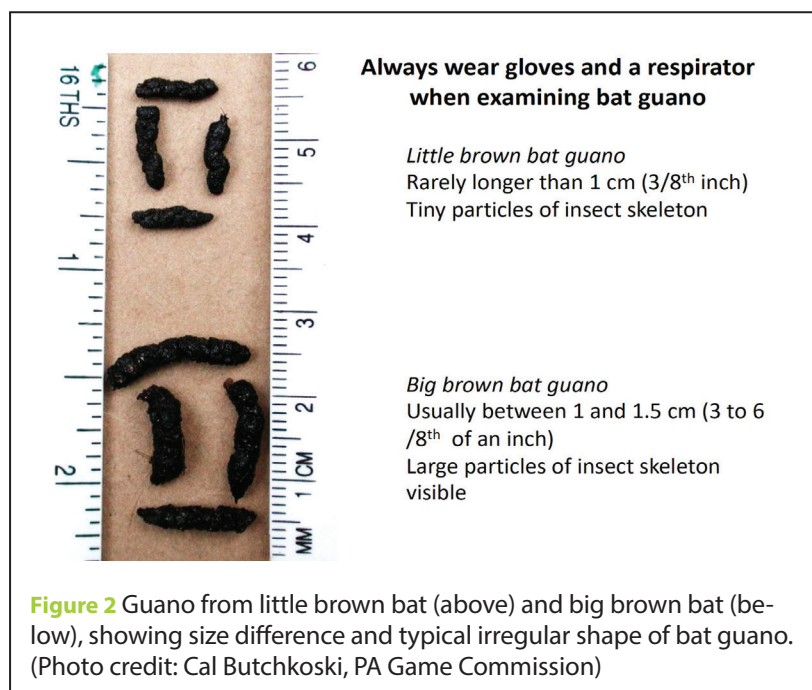 16 THS
1
2
6
5
4
3
2
1 CM
MM
Always wear gloves and a respirator
when examining bat guano
Little brown bat guano
Rarely longer than 1 cm (3/8th inch)
Tiny particles of insect skeleton
Big brown bat guano
Usually between 1 and 1.5 cm (3 to 6
/8th of an inch)
Large particles of insect skeleton
visible
Figure 2 Guano from little brown bat (above) and big brown bat (be-
low), showing size difference and typical irregular shape of bat guano.
(Photo credit: Cal Butchkoski, PA Game Commission)